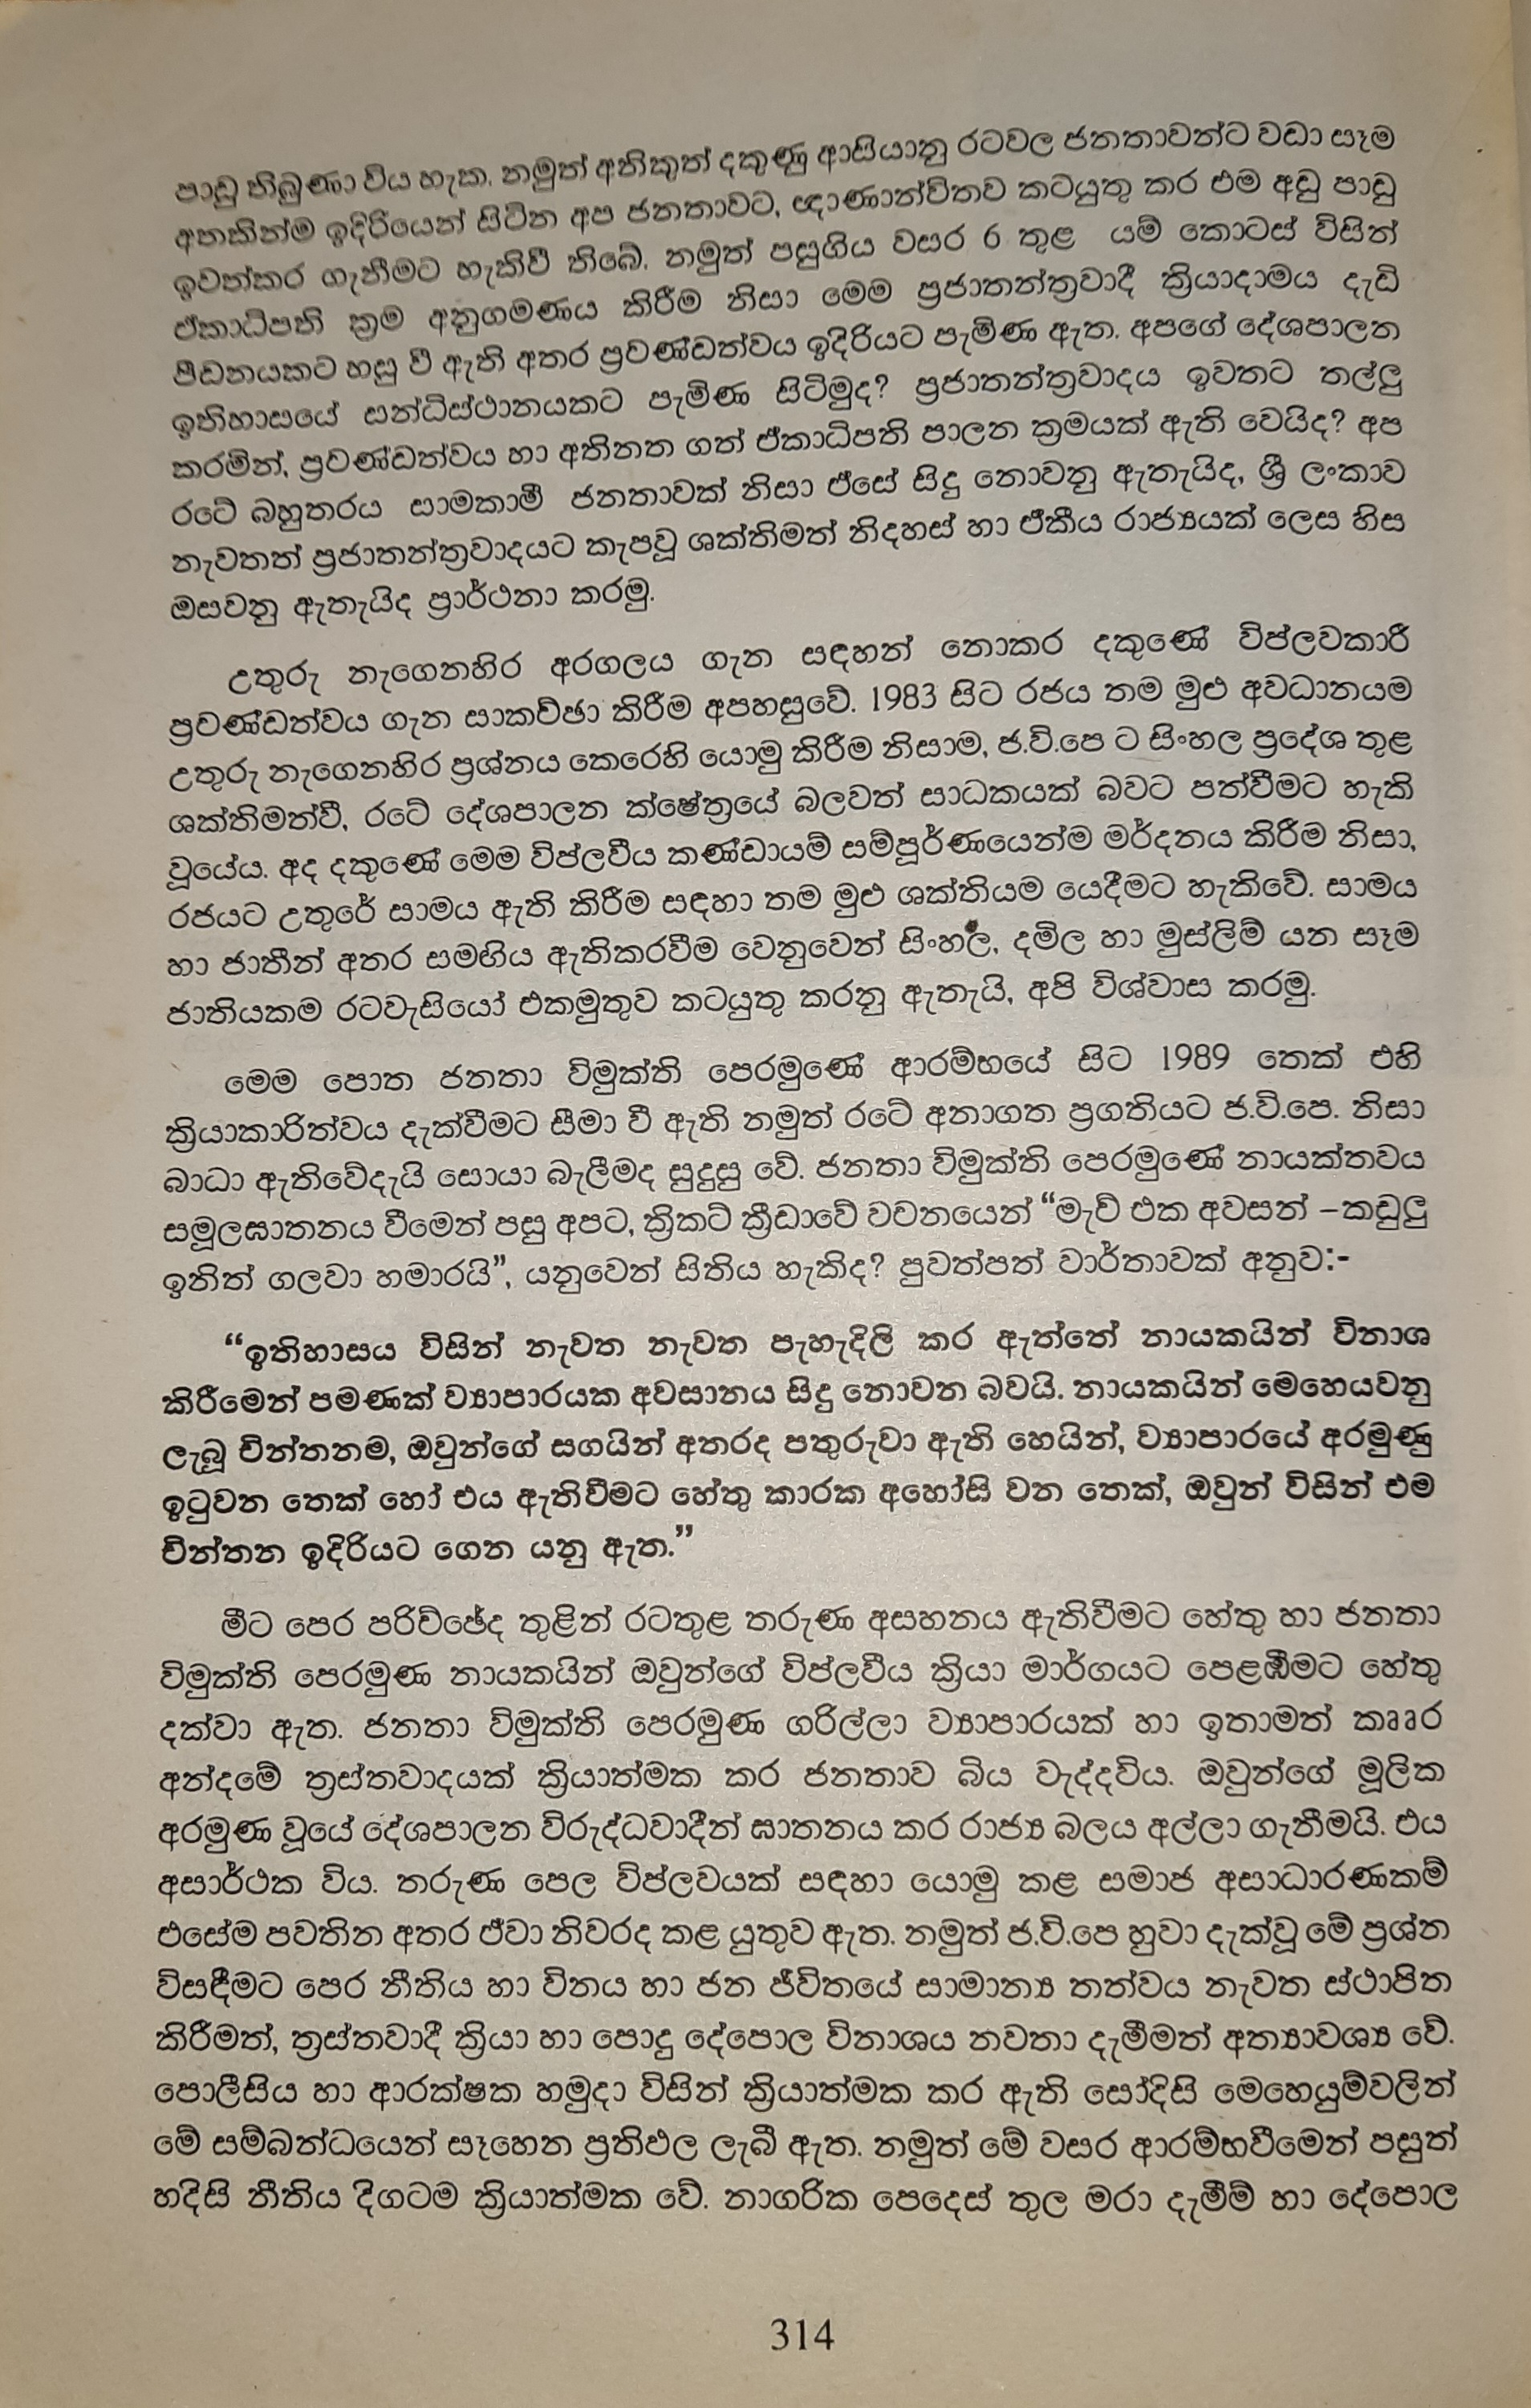 පාඩු තිබුණා විය හැක. නමුත් අනිකුත් දකුණු ආසියානු රටවල ජනතාවන්ට වඩා සෑම
අතකින්ම ඉදිරියෙන් සිටින අප ජනතාවට, ඥාණාන්විතව කටයුතු කර එම අඩු පාඩු
ඉවත්කර ගැනීමට හැකිවී තිබේ. නමුත් පසුගිය වසර 6 තුළ යම් කොටස් විසින්
ඒකාධිපති ක්‍රම අනුගමණය කිරීම නිසා මෙම ප්‍රජාතන්ත්‍රවාදී ක්‍රියාදාමය දැඩි
පීඩනයකට හසු වී ඇති අතර ප්‍රචණ්ඩත්වය ඉදිරියට පැමිණ ඇත. අපගේ දේශපාලන
ඉතිහාසයේ සන්ධිස්ථානයකට පැමිණ සිටිමුද? ප්‍රජාතන්ත්‍රවාදය ඉවතට තල්ලු
කරමින්, ප්‍රචණ්ඩත්වය හා අතිනත ගත් ඒකාධිපති පාලන ක්‍රමයක් ඇති වෙයිද? අප
රටේ බහුතරය සාමකාමී ජනතාවක් නිසා ඒසේ සිදු නොවනු ඇතැයිද, ශ්‍රී ලංකාව
නැවතත් ප්‍රජාතන්ත්‍රවාදයට කැපවූ ශක්තිමත් නිදහස් හා ඒකීය රාජ්‍යයක් ලෙස හිස
ඔසවනු ඇතැයිද ප්‍රාර්ථනා කරමු.
උතුරු නැගෙනහිර අරගලය ගැන සඳහන් නොකර දකුණේ විප්ලවකාරී
ප්‍රචණ්ඩත්වය ගැන සාකච්ඡා කිරීම අපහසුවේ. 1983 සිට රජය තම මුළු අවධානයම
උතුරු නැගෙනහිර ප්‍රශ්නය කෙරෙහි යොමු කිරීම නිසාම, ජ.වි.පෙ ට සිංහල ප්‍රදේශ තුළ
ශක්තිමත්වී, රටේ දේශපාලන ක්ෂේත්‍රයේ බලවත් සාධකයක් බවට පත්වීමට හැකි
වූයේය. අද දකුණේ මෙම විප්ලවීය කණ්ඩායම් සම්පූර්ණයෙන්ම මර්දනය කිරීම නිසා,
රජයට උතුරේ සාමය ඇති කිරීම සඳහා තම මුළු ශක්තියම යෙදීමට හැකිවේ. සාමය
හා ජාතීන් අතර සමඟිය ඇතිකරවීම වෙනුවෙන් සිංහල, දමිල හා මුස්ලිම් යන සෑම
ජාතියකම රටවැසියෝ එකමුතුව කටයුතු කරනු ඇතැයි, අපි විශ්වාස කරමු.
මෙම පොත ජනතා විමුක්ති පෙරමුණේ ආරම්භයේ සිට 1989 තෙක් එහි
ක්‍රියාකාරිත්වය දැක්වීමට සීමා වී ඇති නමුත් රටේ අනාගත ප්‍රගතියට ජ.වි.පෙ. නිසා
බාධා ඇතිවේදැයි සොයා බැලීමද සුදුසු වේ. ජනතා විමුක්ති පෙරමුණේ නායක්තවය
සමූලඝාතනය වීමෙන් පසු අපට, ක්‍රිකට් ක්‍රීඩාවේ වචනයෙන් “මැච් එක අවසන් –කඩුලු
ඉනිත් ගලවා හමාරයි”, යනුවෙන් සිතිය හැකිද? පුවත්පත් වාර්තාවක් අනුව:-
“ඉතිහාසය විසින් නැවත නැවත පැහැදිලි කර ඇත්තේ නායකයින් විනාශ
කිරීමෙන් පමණක් ව්‍යාපාරයක අවසානය සිදු නොවන බවයි. නායකයින් මෙහෙයවනු
ලැබූ චින්තනම, ඔවුන්ගේ සගයින් අතරද පතුරුවා ඇති හෙයින්, ව්‍යාපාරයේ අරමුණු
ඉටුවන තෙක් හෝ එය ඇතිවීමට හේතු කාරක අහෝසි වන තෙක්, ඔවුන් විසින් එම
චින්තන ඉදිරියට ගෙන යනු ඇත.”
මීට පෙර පරිච්ඡේද තුළින් රටතුළ තරුණ අසහනය ඇතිවීමට හේතු හා ජනතා
විමුක්ති පෙරමුණ නායකයින් ඔවුන්ගේ විප්ලවීය ක්‍රියා මාර්ගයට පෙළඹීමට හේතු
දක්වා ඇත. ජනතා විමුක්ති පෙරමුණ ගරිල්ලා ව්‍යාපාරයක් හා ඉතාමත් කෲර
අන්දමේ ත්‍රස්තවාදයක් ක්‍රියාත්මක කර ජනතාව බිය වැද්දවිය. ඔවුන්ගේ මූලික
අරමුණ වූයේ දේශපාලන විරුද්ධවාදීන් ඝාතනය කර රාජ්‍ය බලය අල්ලා ගැනීමයි. එය
අසාර්ථක විය. තරුණ පෙල විප්ලවයක් සඳහා යොමු කළ සමාජ අසාධාරණකම්
එසේම පවතින අතර ඒවා නිවරද කළ යුතුව ඇත. නමුත් ජ.වි.පෙ හුවා දැක්වූ මේ ප්‍රශ්න
විසඳීමට පෙර නීතිය හා විනය හා ජන ජීවිතයේ සාමාන්‍ය තත්වය නැවත ස්ථාපිත
කිරීමත්, ත්‍රස්තවාදී ක්‍රියා හා පොදු දේපොල විනාශය නවතා දැමීමත් අත්‍යාවශ්‍ය වේ.
පොලීසිය හා ආරක්ෂක හමුදා විසින් ක්‍රියාත්මක කර ඇති සෝදිසි මෙහෙයුම්වලින්
මේ සම්බන්ධයෙන් සෑහෙන ප්‍රතිඵල ලැබී ඇත. නමුත් මේ වසර ආරම්භවීමෙන් පසුත්
හදිසි නීතිය දිගටම ක්‍රියාත්මක වේ. නාගරික පෙදෙස් තුල මරා දැමීම් හා දේපොල
314